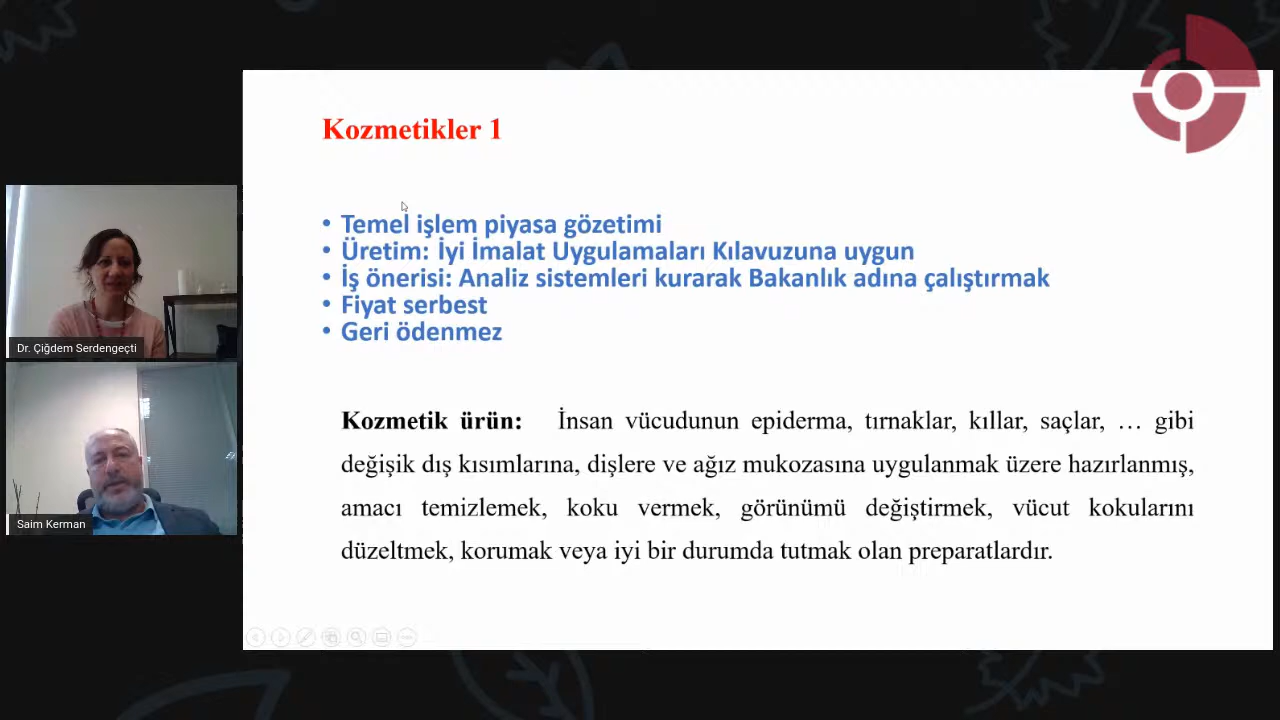 Kozmetikler 1
• Temel işlem piyasa gözetimi
• Üretim: İyi İmalat Uygulamaları Kılavuzuna uygun
• İş önerisi: Analiz sistemleri kurarak Bakanlık adına çalıştırmak
• Fiyat serbest
• Geri ödenmez
Kozmetik ürün: İnsan vücudunun epiderma, tırnaklar, kıllar, saçlar, … gibi
değişik dış kısımlarına, dişlere ve ağız mukozasına uygulanmak üzere hazırlanmış,
amacı temizlemek, koku vermek, görünümü değiştirmek, vücut kokularını
düzeltmek, korumak veya iyi bir durumda tutmak olan preparatlardır.
Dr. Çiğdem Serdengeçti
Saim Kerman